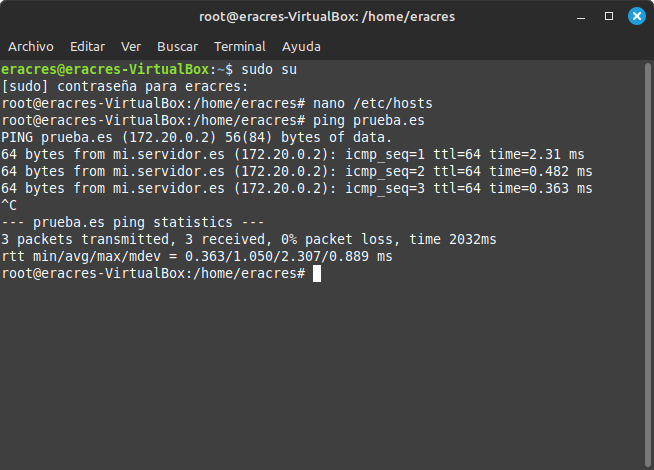 root@eracres-VirtualBox: /home/eracres
Archivo Editar Ver Buscar Terminal Ayuda
eracres@eracres-VirtualBox:~$ sudo su
[sudo] contraseña para eracres:
root@eracres-VirtualBox:/home/eracres# nano /etc/hosts
root@eracres-VirtualBox:/home/eracres# ping prueba.es
PING prueba.es (172.20.0.2) 56(84) bytes of data.
64 bytes from mi.servidor.es (172.20.0.2): icmp_seq=1 ttl=64 time=2.31 ms
64 bytes from mi.servidor.es (172.20.0.2): icmp_seq=2 ttl=64 time=0.482 ms
64 bytes from mi.servidor.es (172.20.0.2): icmp_seq=3 ttl=64 time=0.363 ms
^C
--- prueba.es ping statistics ---
3 packets transmitted, 3 received, 0% packet loss, time 2032ms
rtt min/avg/max/mdev = 0.363/1.050/2.307/0.889 ms
root@eracres-VirtualBox:/home/eracres#